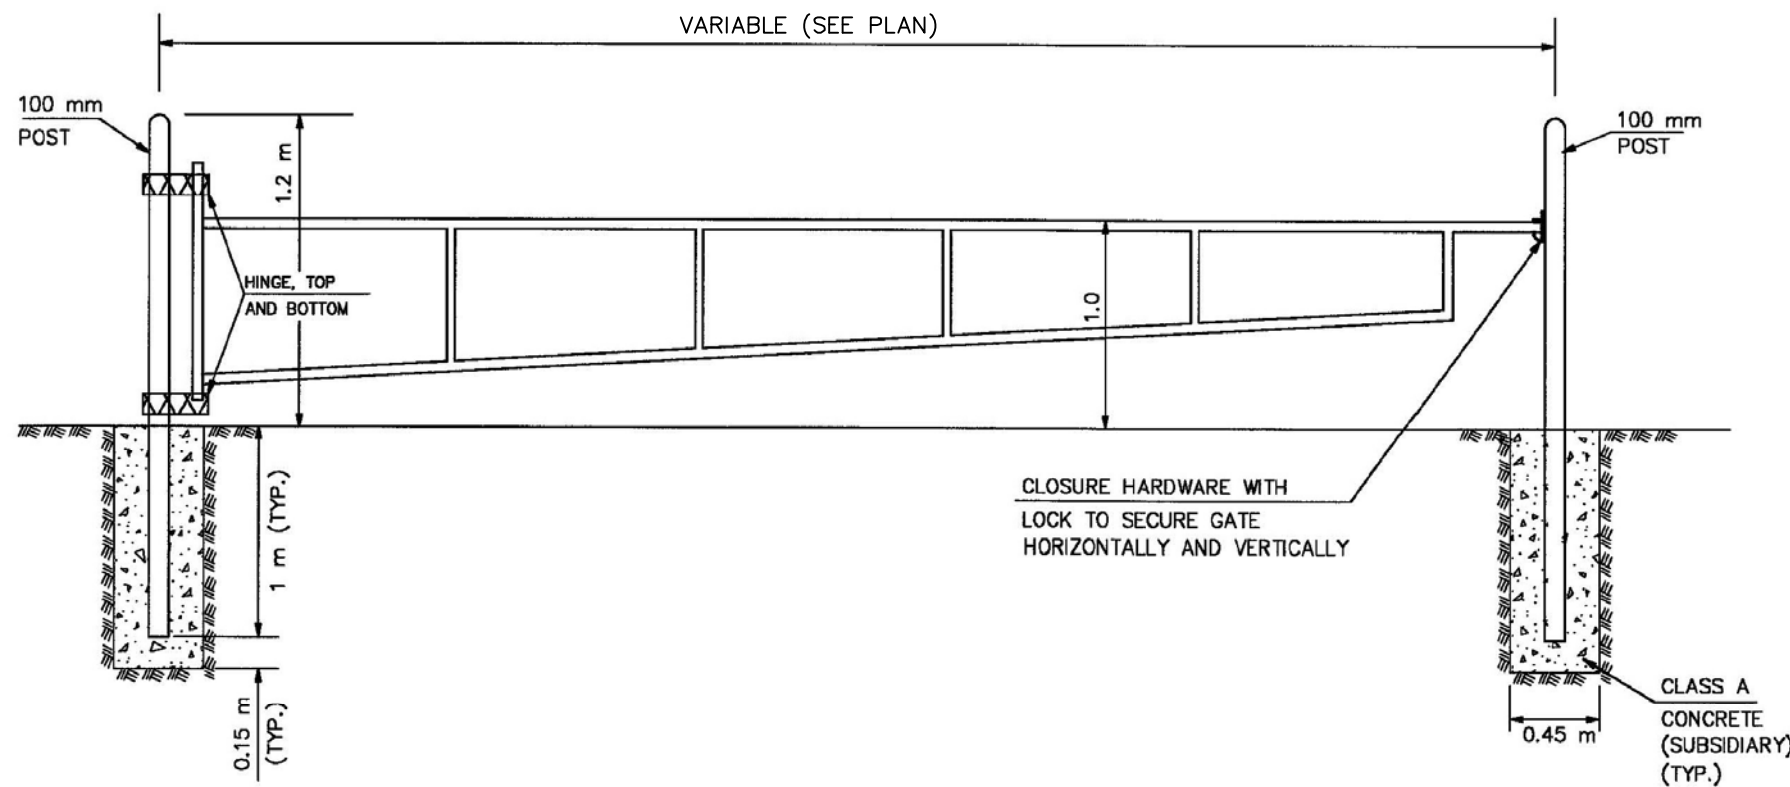 VARIABLE (SEE PLAN)
100 mm
POST
100 mm
POST
1.2 m
HINGE, TOP
AND BOTTOM
1.0
1 m (TYP.)
CLOSURE HARDWARE WITH
LOCK TO SECURE GATE
HORIZONTALLY AND VERTICALLY
0.15 m
(TYP.)
0.45 m
CLASS A
CONCRETE
(SUBSIDIARY)
(TYP.)